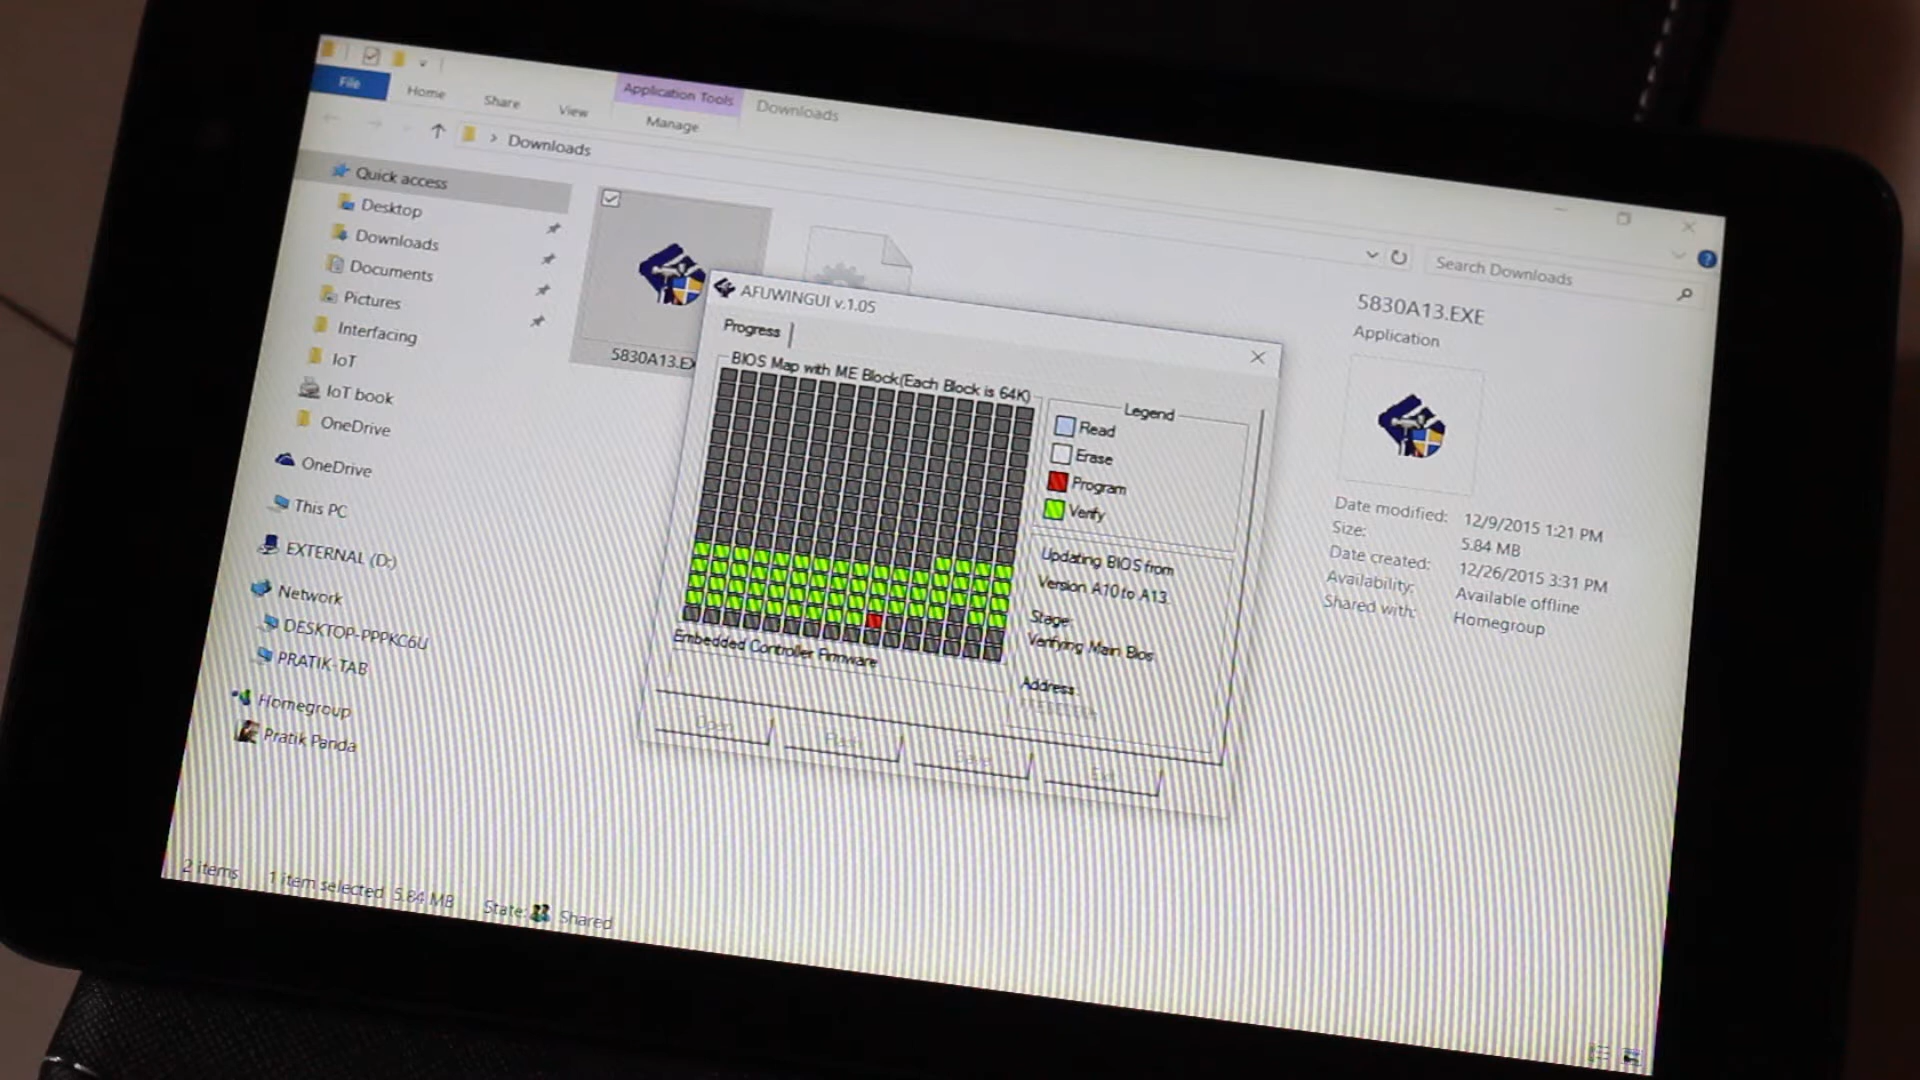 File
Home
Share
View
Application Tools
Manage
Downloads
Downloads
Search Downloads
Quick access
Desktop
Downloads
Documents
Pictures
Interfacing
IoT
IoT book
OneDrive
OneDrive
This PC
EXTERNAL (D:)
Network
DESKTOP-PPPKC6U
PRATIK-TAB
Homegroup
Pratik Panda
5830A13.EX
AFUWINGUI v.1.05
Progress
BIOS Map with ME Block(Each Block is 64K)
Legend
Read
Erase
Program
Verify
Updating BIOS from
Version A10 to A13.
Stage:
Verifying Main Bios
Address:
Embedded Controller Firmware
Open
Flash
Save
Exit
5830A13.EXE
Application
Date modified: 12/9/2015 1:21 PM
Size: 5.84 MB
Date created: 12/26/2015 3:31 PM
Availability: Available offline
Shared with: Homegroup
2 items 1 item selected 5.84 MB State: Shared